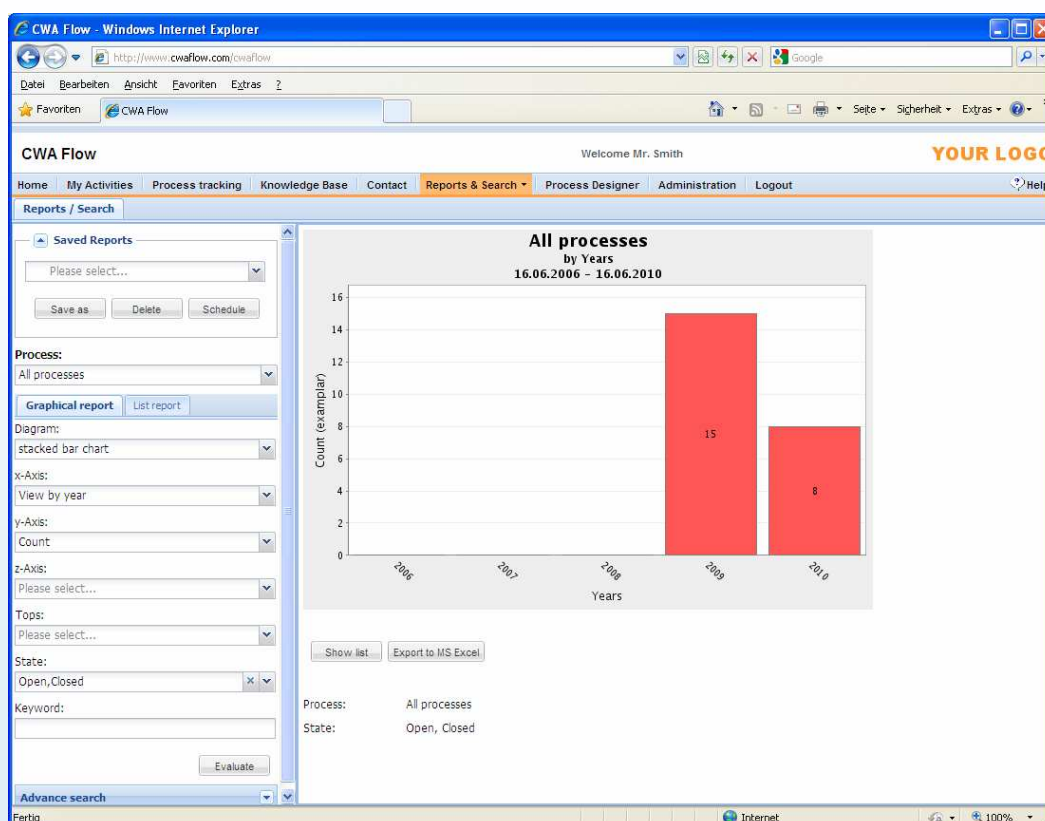 CWA Flow - Windows Internet Explorer
http://www.cwaflow.com/cwaflow
Google
Datei Bearbeiten Ansicht Favoriten Extras ?
Favoriten CWA Flow Seite Sicherheit Extras
CWA Flow Welcome Mr. Smith YOUR LOGO
Home My Activities Process tracking Knowledge Base Contact Reports & Search Process Designer Administration Logout Help
Reports / Search
Saved Reports
Please select...
Save as Delete Schedule
Process:
All processes
Graphical report List report
Diagram:
stacked bar chart
x-Axis:
View by year
y-Axis:
Count
z-Axis:
Please select...
Tops:
Please select...
State:
Open,Closed
Keyword:
Evaluate
Advance search
All processes
by Years
16.06.2006 - 16.06.2010
Count (examplar)
16
14
12
10
8
6
4
2
0
15
8
2006 2007 2008 2009 2010
Years
Show list Export to MS Excel
Process: All processes
State: Open, Closed
Fertig Internet 100%